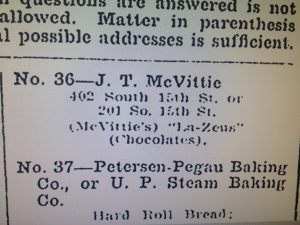 questions are answered is not
allowed. Matter in parenthesis
possible addresses is sufficient.
No. 36—J. T. McVittie
402 South 15th St. or
201 So. 15th St.
(McVittie's) "La-Zeus"
(Chocolates).
No. 37—Petersen-Pegau Baking
Co., or U. P. Steam Baking
Co.
Hard Roll Bread;